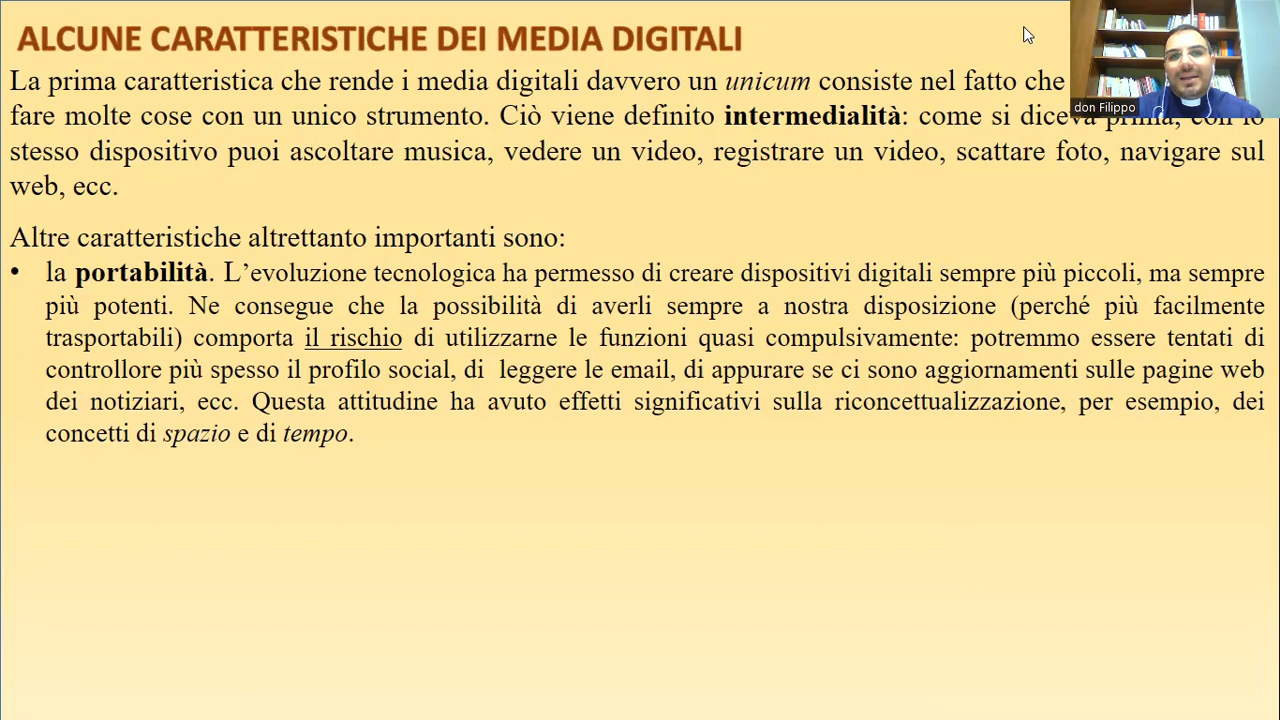 ALCUNE CARATTERISTICHE DEI MEDIA DIGITALI
La prima caratteristica che rende i media digitali davvero un unicum consiste nel fatto che
don Filippo
fare molte cose con un unico strumento. Ciò viene definito intermedialità: come si diceva prima, con lo
stesso dispositivo puoi ascoltare musica, vedere un video, registrare un video, scattare foto, navigare sul
web, ecc.
Altre caratteristiche altrettanto importanti sono:
• la portabilità. L’evoluzione tecnologica ha permesso di creare dispositivi digitali sempre più piccoli, ma sempre
più potenti. Ne consegue che la possibilità di averli sempre a nostra disposizione (perché più facilmente
trasportabili) comporta il rischio di utilizzarne le funzioni quasi compulsivamente: potremmo essere tentati di
controllore più spesso il profilo social, di leggere le email, di appurare se ci sono aggiornamenti sulle pagine web
dei notiziari, ecc. Questa attitudine ha avuto effetti significativi sulla riconcettualizzazione, per esempio, dei
concetti di spazio e di tempo.